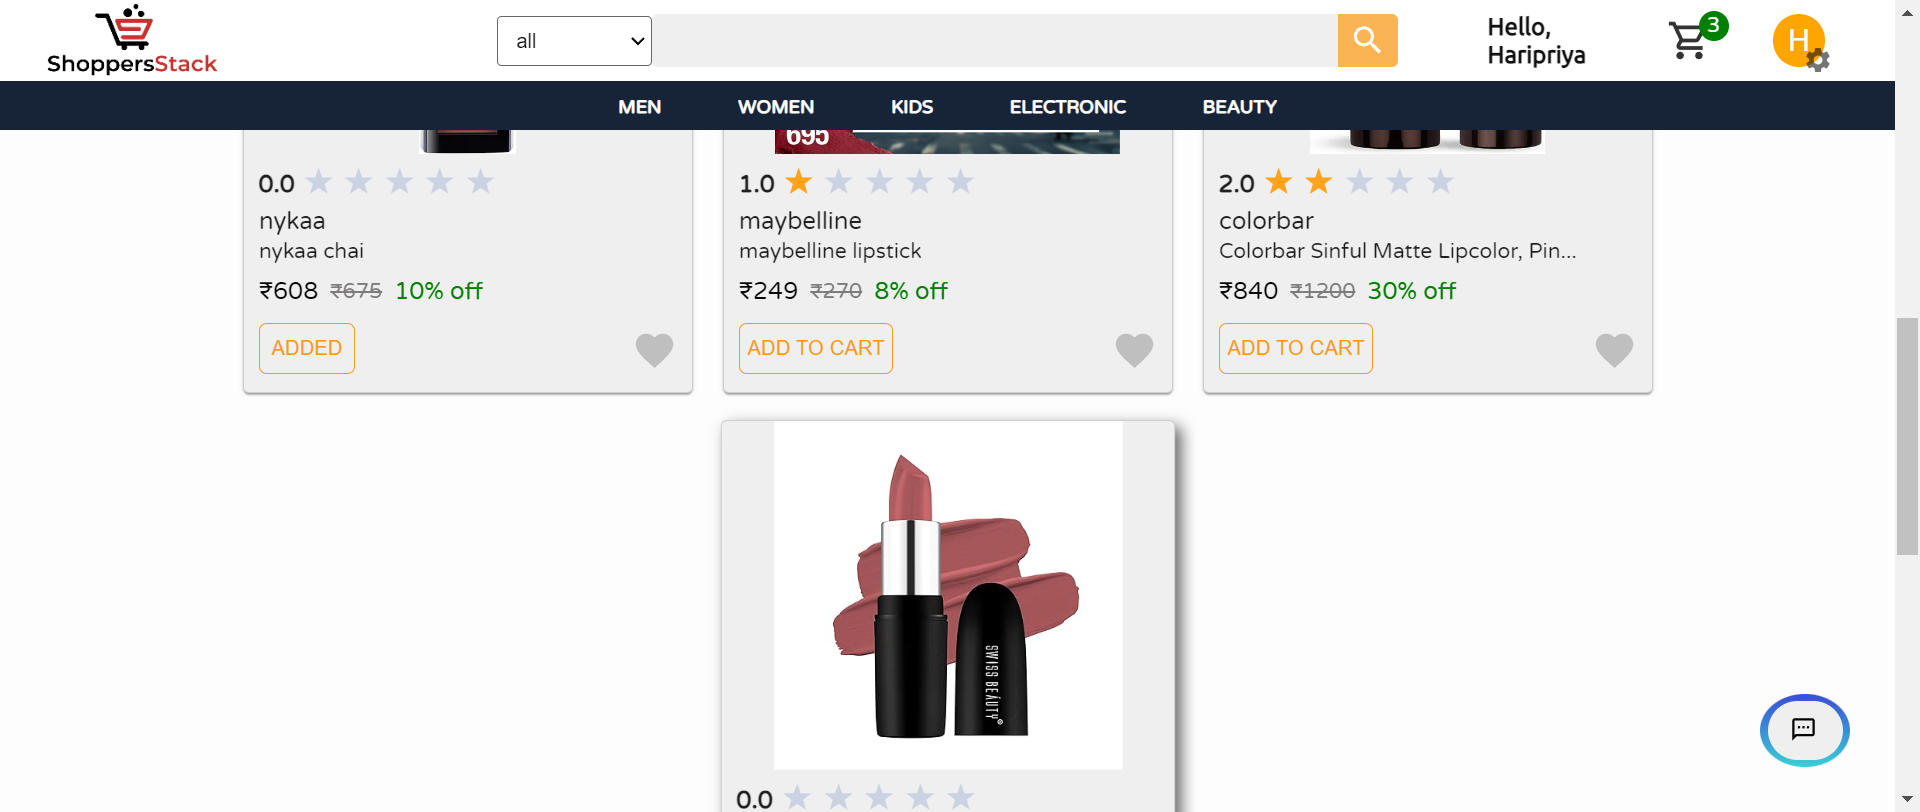 ShoppersStack
all
Hello,
Haripriya
3
H
MEN WOMEN KIDS ELECTRONIC BEAUTY
695
0.0
nykaa
nykaa chai
₹608 ₹675 10% off
ADDED
1.0
maybelline
maybelline lipstick
₹249 ₹270 8% off
ADD TO CART
2.0
colorbar
Colorbar Sinful Matte Lipcolor, Pin...
₹840 ₹1200 30% off
ADD TO CART
SWISS BEAUTY
0.0